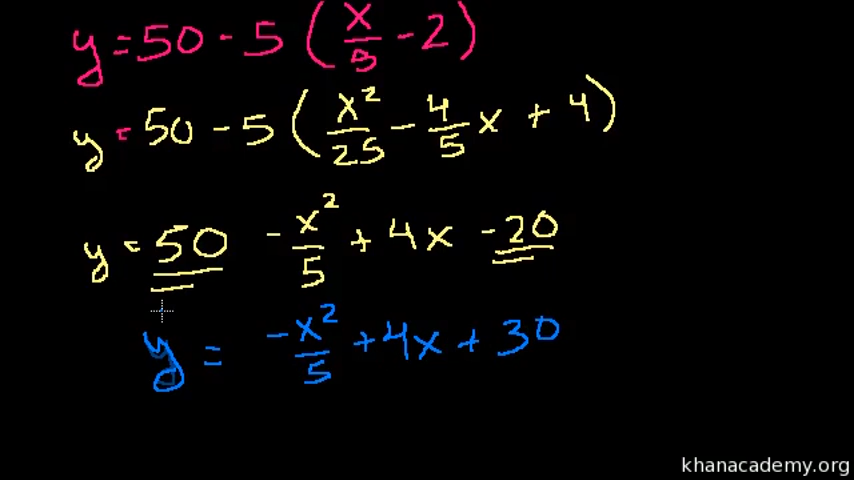 y = 50 - 5 ( x/5 - 2 )
y = 50 - 5 ( x²/25 - 4/5 x + 4 )
y = 50 - x²/5 + 4x - 20
y = -x²/5 + 4x + 30
khanacademy.org